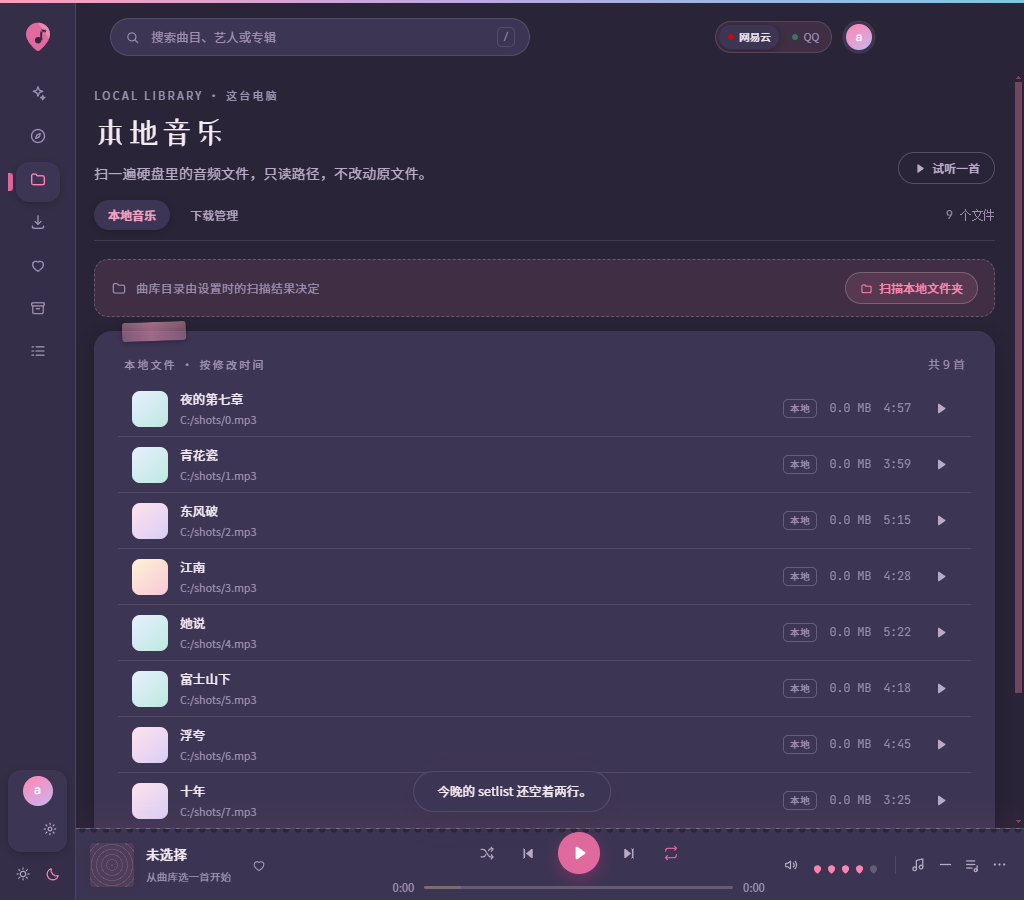 搜索曲目、艺人或专辑
/
网易云
QQ
a
LOCAL LIBRARY • 这台电脑
本地音乐
扫一遍硬盘里的音频文件，只读路径，不改动原文件。
试听一首
本地音乐
下载管理
9 个文件
曲库目录由设置时的扫描结果决定
扫描本地文件夹
本地文件 • 按修改时间
共 9 首
夜的第七章
C:/shots/0.mp3
本地 0.0 MB 4:57
青花瓷
C:/shots/1.mp3
本地 0.0 MB 3:59
东风破
C:/shots/2.mp3
本地 0.0 MB 5:15
江南
C:/shots/3.mp3
本地 0.0 MB 4:28
她说
C:/shots/4.mp3
本地 0.0 MB 5:22
富士山下
C:/shots/5.mp3
本地 0.0 MB 4:18
浮夸
C:/shots/6.mp3
本地 0.0 MB 4:45
十年
C:/shots/7.mp3
本地 0.0 MB 3:25
今晚的 setlist 还空着两行。
a
未选择
从曲库选一首开始
0:00
0:00